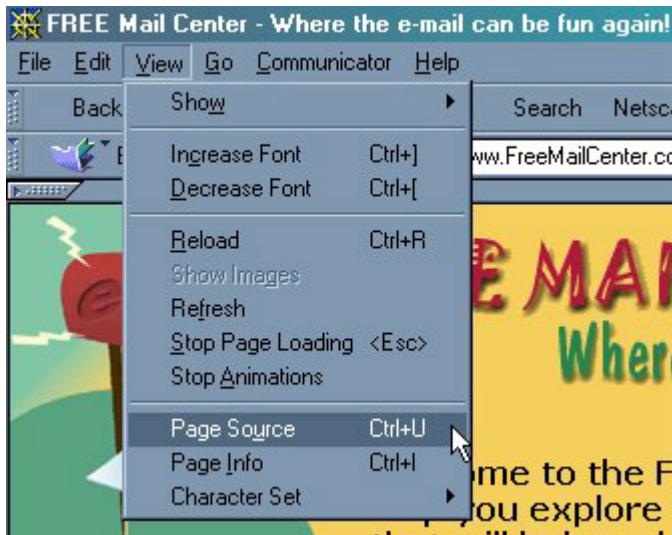 FREE Mail Center - Where the e-mail can be fun again!
File Edit View Go Communicator Help
Back Search Netsca
Show
Increase Font Ctrl+]
ww.FreeMailCenter.co
Decrease Font Ctrl+[
Reload Ctrl+R
Show Images
Refresh
Stop Page Loading <Esc>
Stop Animations
Page Source Ctrl+U
Page Info Ctrl+I
Character Set
E MAI
Where
me to the F
you explore